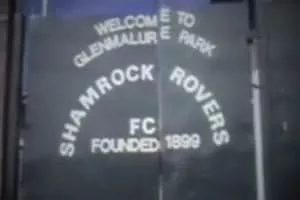 WELCOME TO
GLENMALURE PARK
SHAMROCK ROVERS
FC
FOUNDED 1899